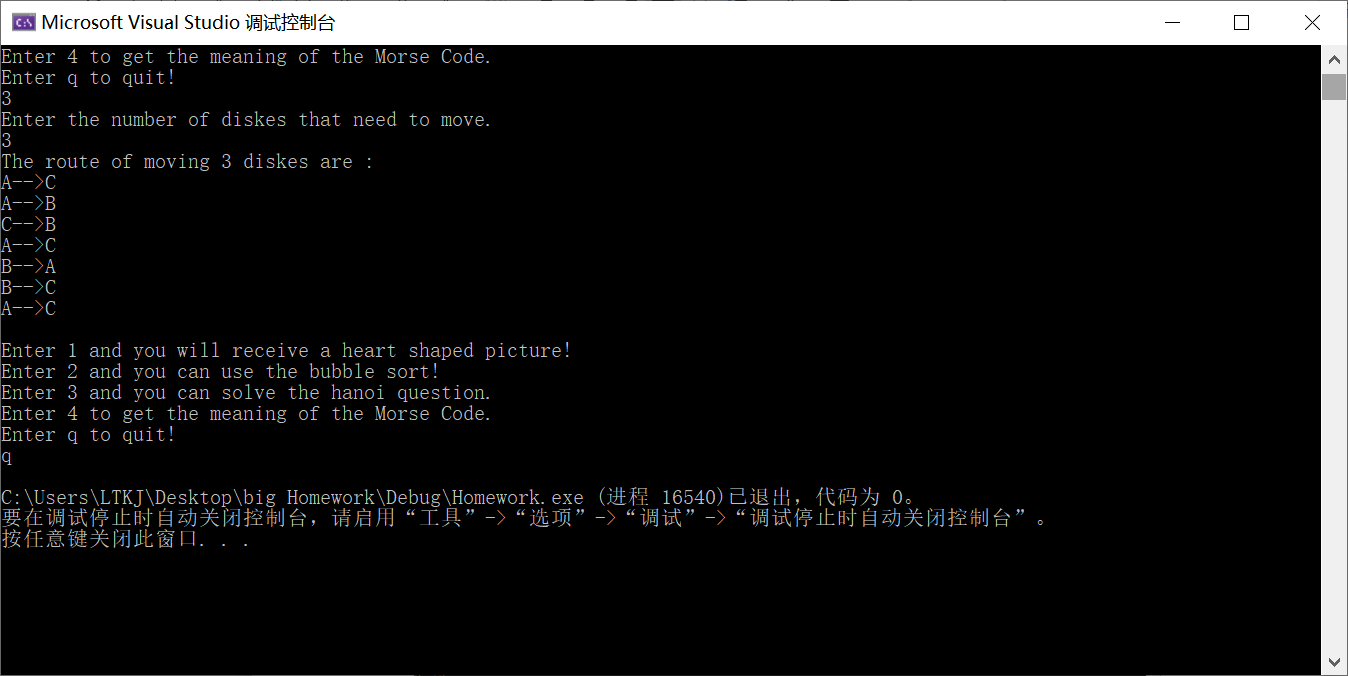 Microsoft Visual Studio 调试控制台
Enter 4 to get the meaning of the Morse Code.
Enter q to quit!
3
Enter the number of diskes that need to move.
3
The route of moving 3 diskes are :
A-->C
A-->B
C-->B
A-->C
B-->A
B-->C
A-->C
Enter 1 and you will receive a heart shaped picture!
Enter 2 and you can use the bubble sort!
Enter 3 and you can solve the hanoi question.
Enter 4 to get the meaning of the Morse Code.
Enter q to quit!
q
C:\Users\LTKJ\Desktop\big Homework\Debug\Homework.exe (进程 16540)已退出，代码为 0。
要在调试停止时自动关闭控制台，请启用“工具”->“选项”->“调试”->“调试停止时自动关闭控制台”。
按任意键关闭此窗口. . .